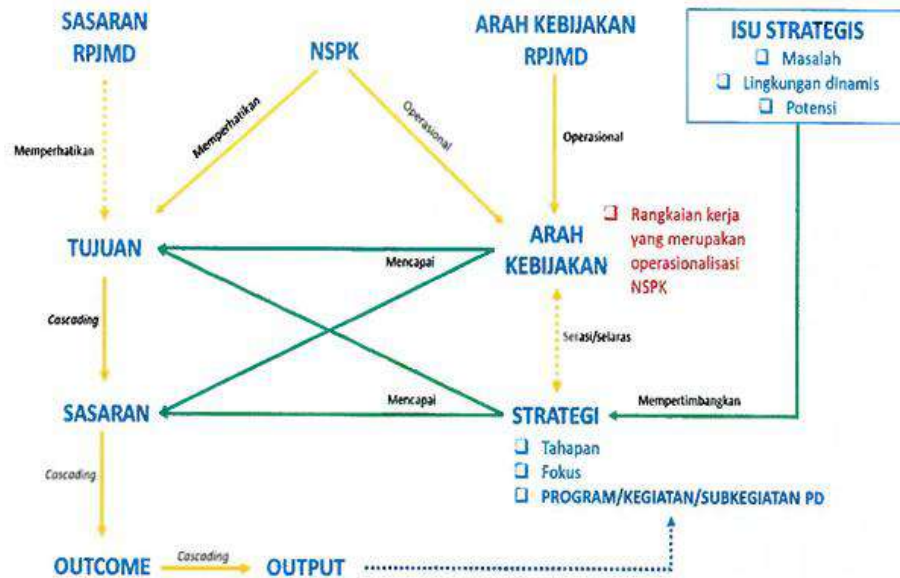 SASARAN
RPJMD
NSPK
ARAH KEBIJAKAN
RPJMD
ISU STRATEGIS
❑ Masalah
❑ Lingkungan dinamis
❑ Potensi
Memperhatikan
Memperhatikan
Operasional
Operasional
TUJUAN
Mencapai
ARAH
KEBIJAKAN
❑ Rangkaian kerja
yang merupakan
operasionalisasi
NSPK
Cascading
Serasi/selaras
SASARAN
Mencapai
STRATEGI
Mempertimbangkan
❑ Tahapan
❑ Fokus
❑ PROGRAM/KEGIATAN/SUBKEGIATAN PD
Cascading
OUTCOME
Cascading
OUTPUT